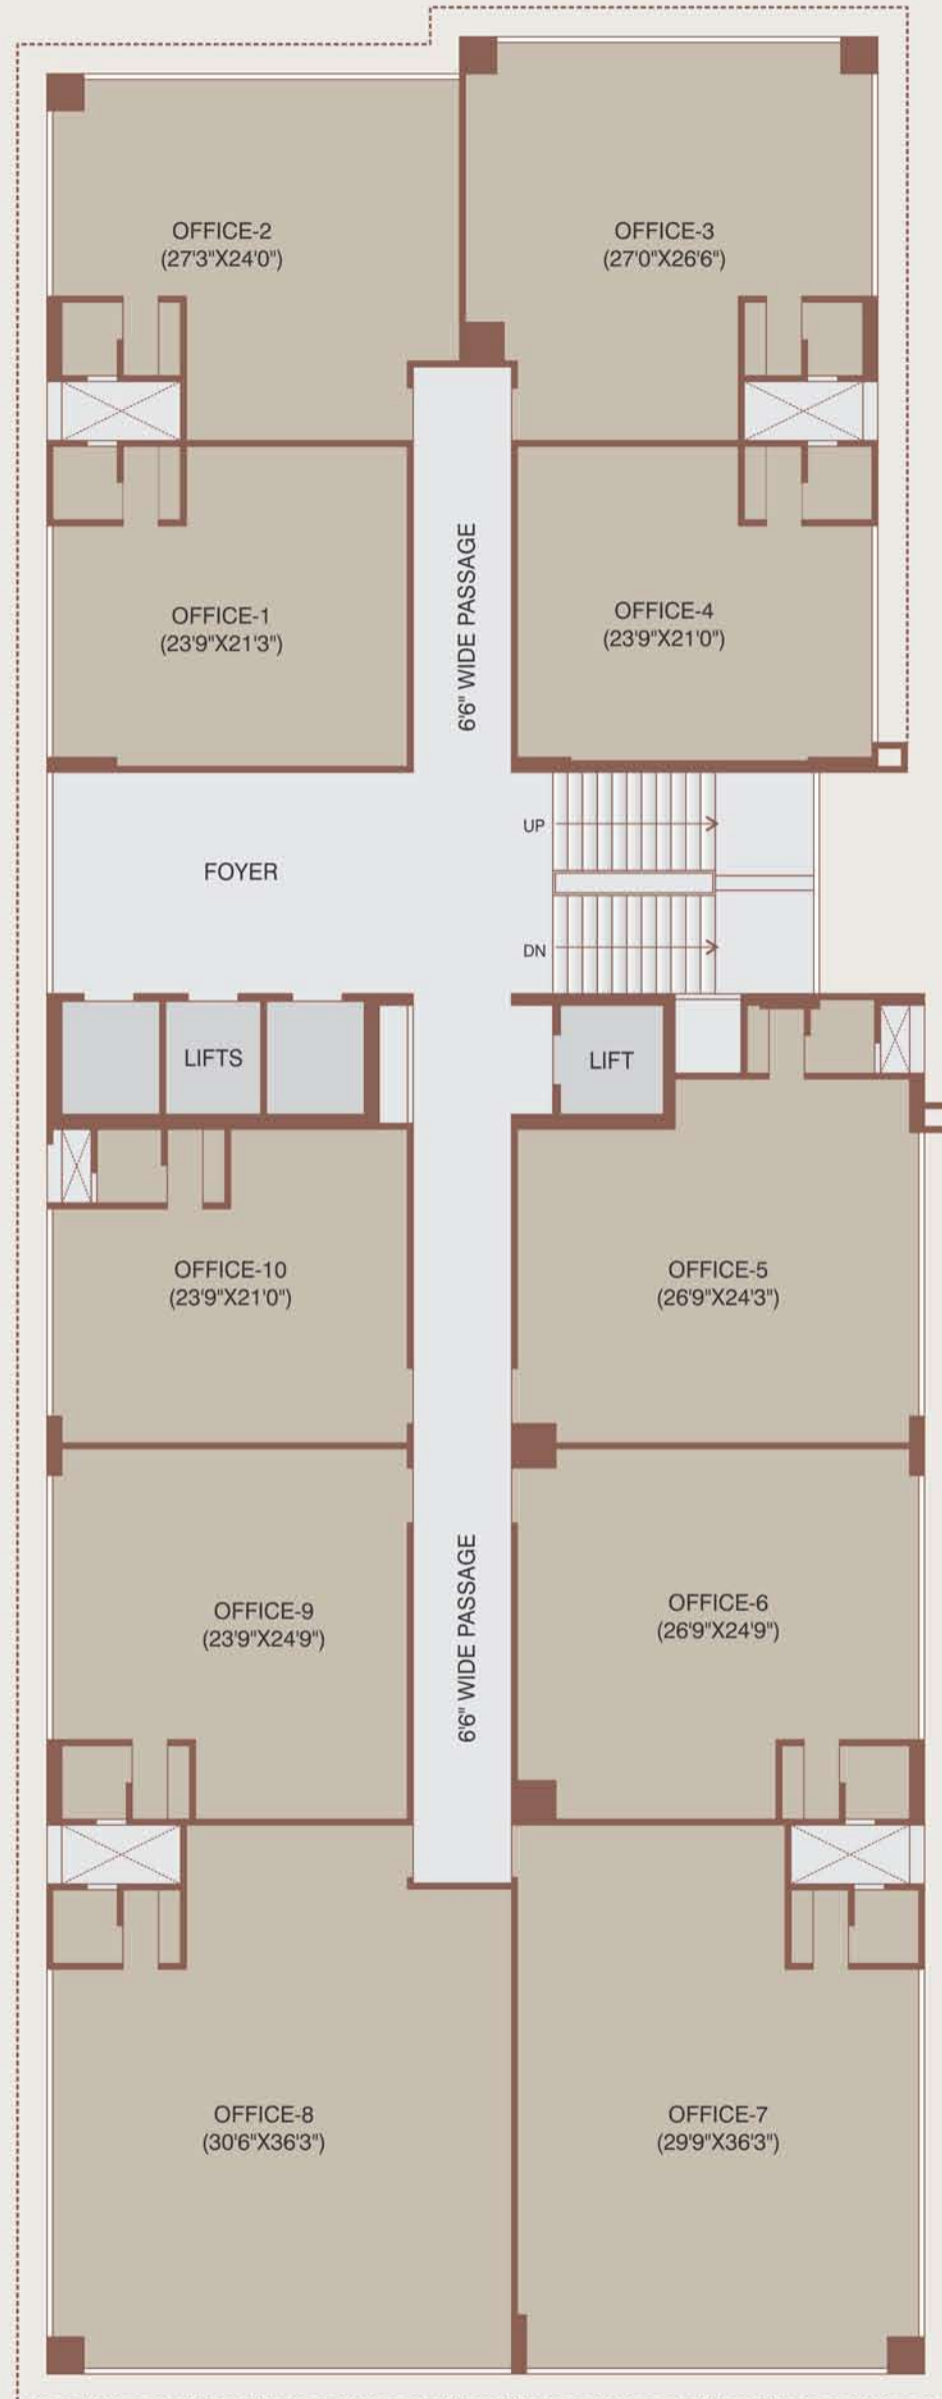 OFFICE-2
(27'3"X24'0")
OFFICE-3
(27'0"X26'6")
OFFICE-1
(23'9"X21'3")
6'6" WIDE PASSAGE
OFFICE-4
(23'9"X21'0")
UP
FOYER
DN
LIFTS
LIFT
OFFICE-10
(23'9"X21'0")
OFFICE-5
(26'9"X24'3")
OFFICE-9
(23'9"X24'9")
6'6" WIDE PASSAGE
OFFICE-6
(26'9"X24'9")
OFFICE-8
(30'6"X36'3")
OFFICE-7
(29'9"X36'3")